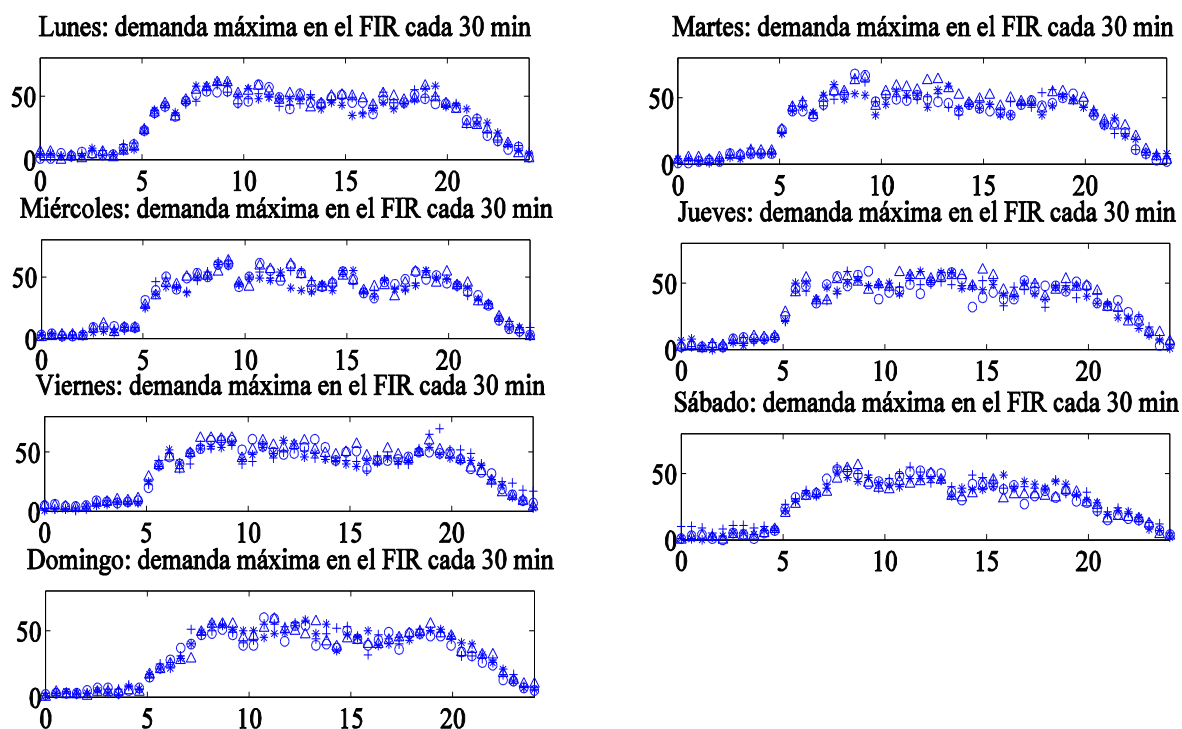 Lunes: demanda máxima en el FIR cada 30 min
50
0
0 5 10 15 20
Martes: demanda máxima en el FIR cada 30 min
50
0
0 5 10 15 20
Miércoles: demanda máxima en el FIR cada 30 min
50
0
0 5 10 15 20
Jueves: demanda máxima en el FIR cada 30 min
50
0
0 5 10 15 20
Viernes: demanda máxima en el FIR cada 30 min
50
0
0 5 10 15 20
Sábado: demanda máxima en el FIR cada 30 min
50
0
0 5 10 15 20
Domingo: demanda máxima en el FIR cada 30 min
50
0
0 5 10 15 20